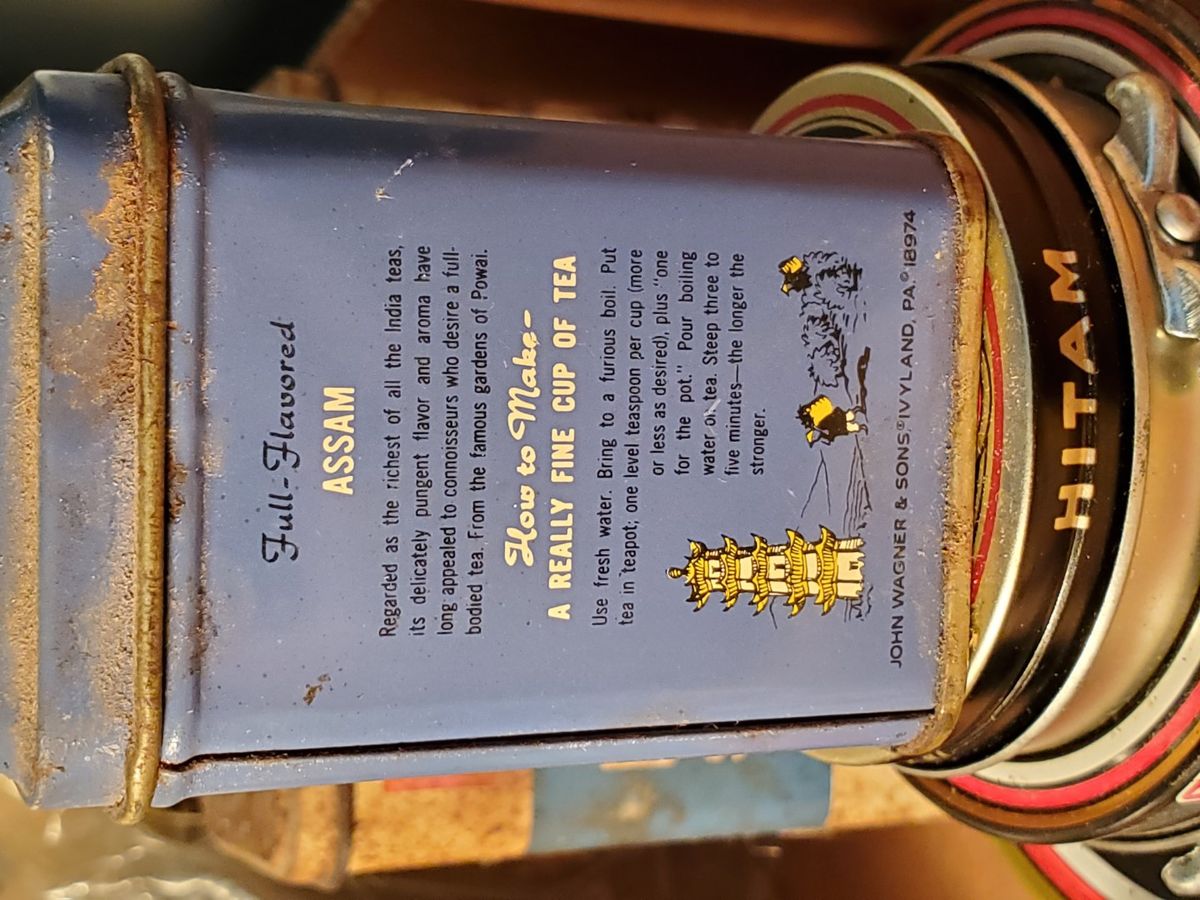 Full-Flavored
ASSAM
Regarded as the richest of all the India teas,
its delicately pungent flavor and aroma have
long appealed to connoisseurs who desire a full-
bodied tea. From the famous gardens of Powai.
How to Make-
A REALLY FINE CUP OF TEA
Use fresh water. Bring to a furious boil. Put
tea in teapot; one level teaspoon per cup (more
or less as desired), plus "one
for the pot." Pour boiling
water on tea. Steep three to
five minutes—the longer the
stronger.
JOHN WAGNER & SONS® IVYLAND, PA.© 18974
HITAM